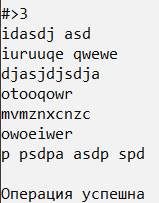 #>3
idasdj asd
iuruuqe qwewe
djasjdjsdja
otooqowr
mvmznxcnzc
owoeiwer
p psdpa asdp spd

Операция успешна